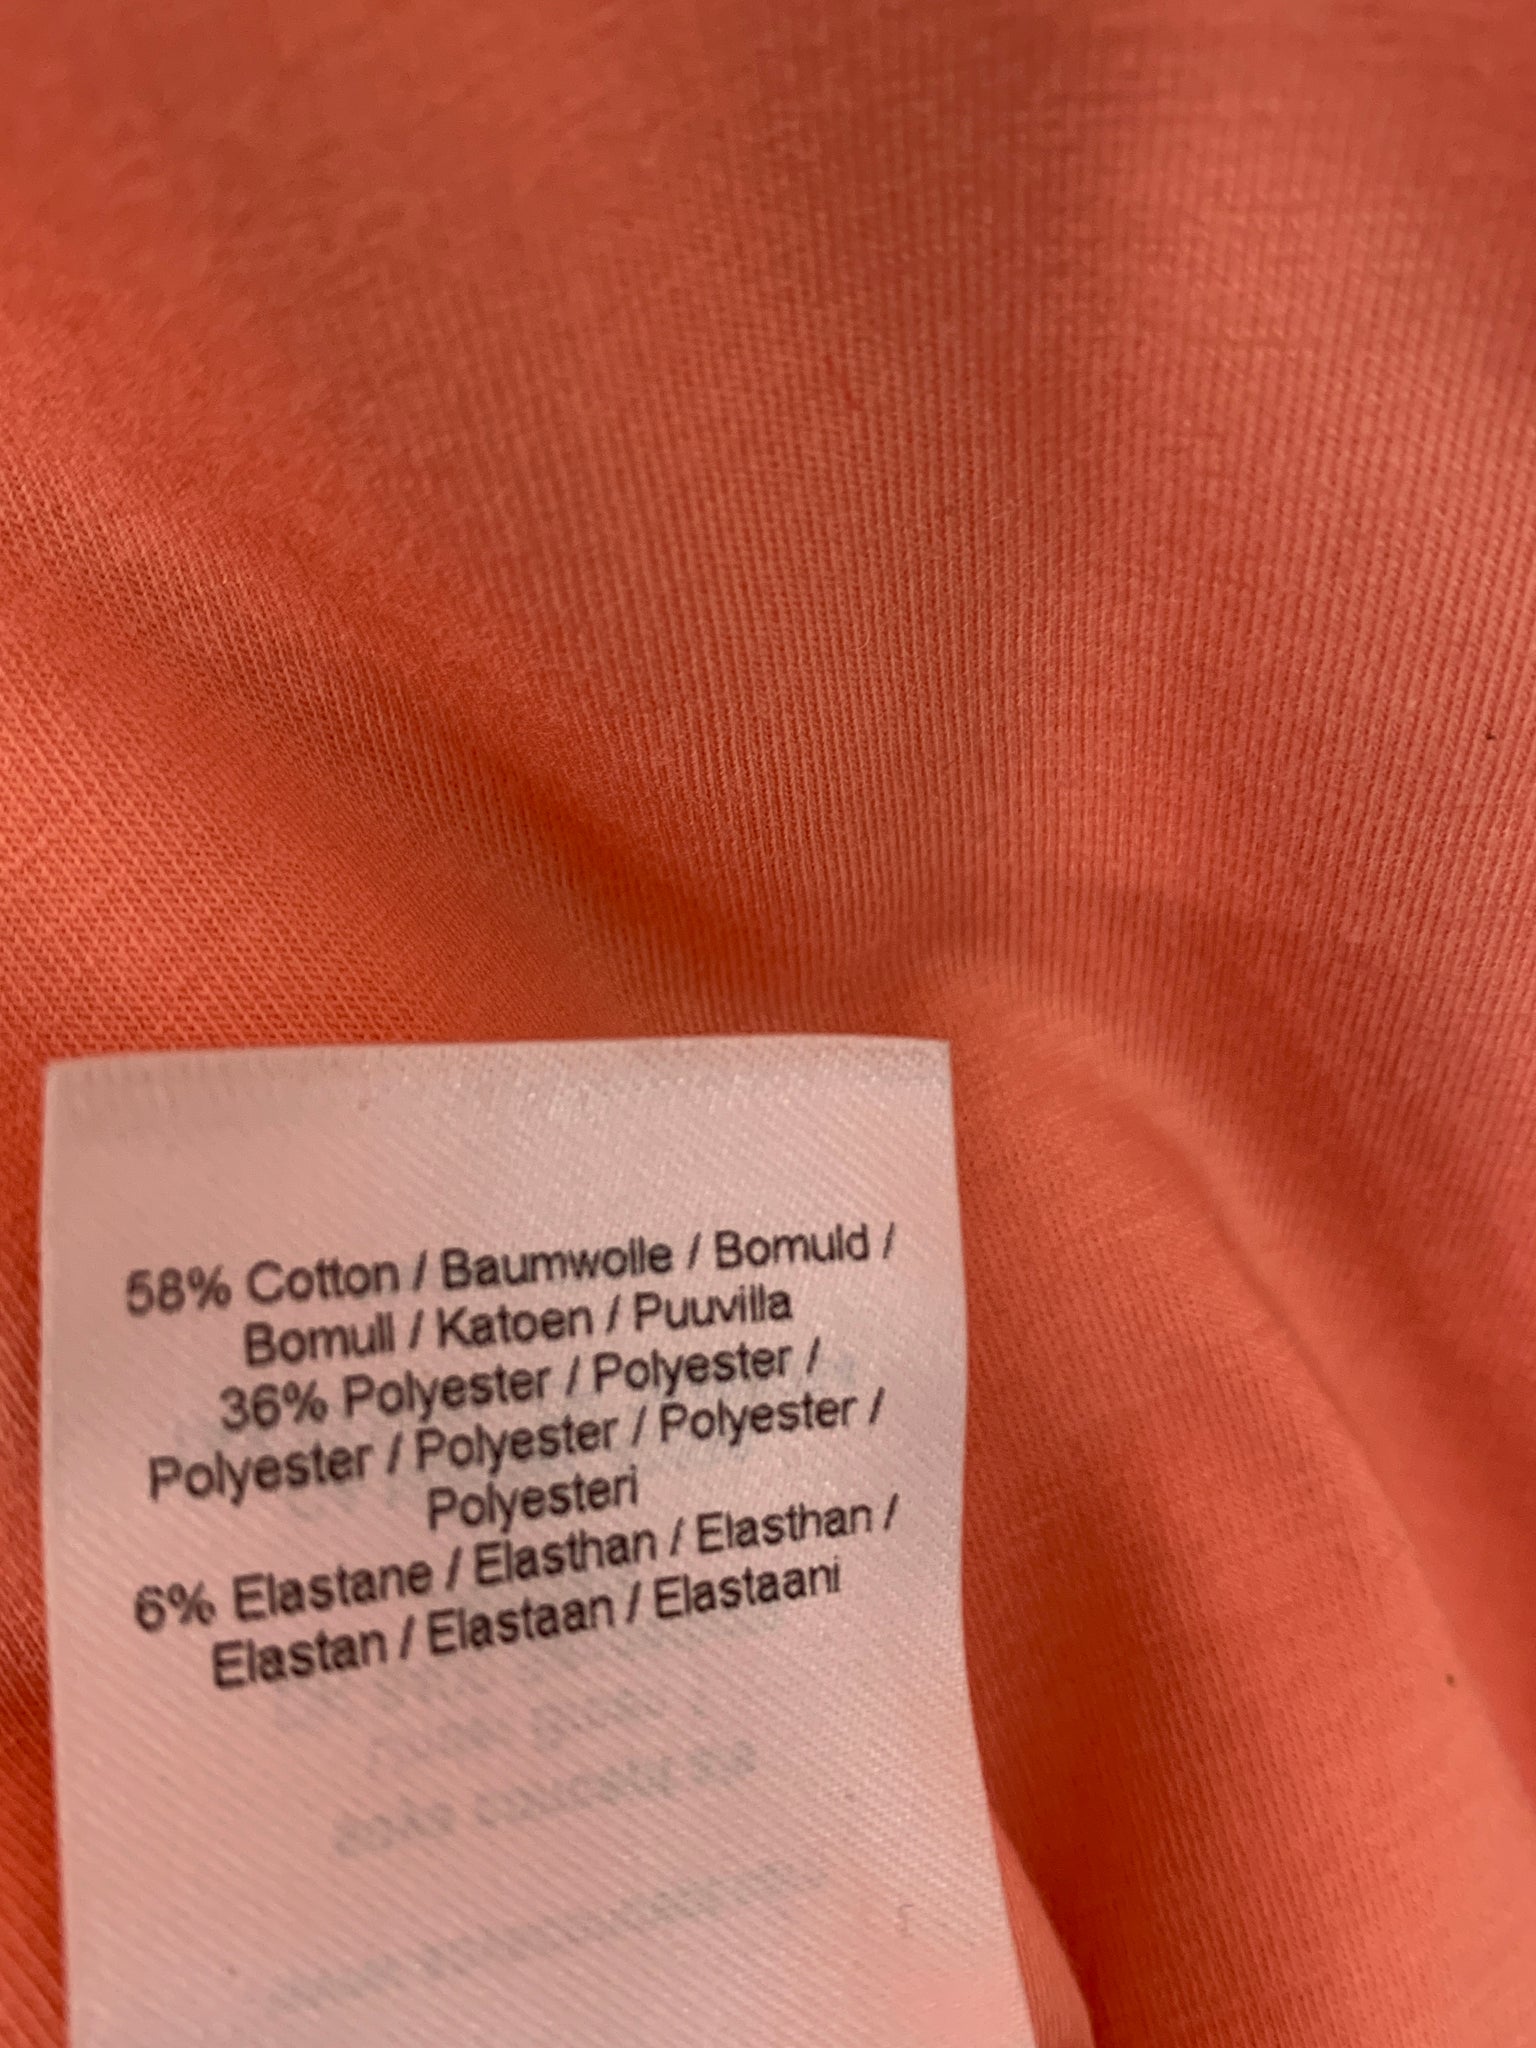 58% Cotton / Baumwolle / Bomuld /
Bomull / Katoen / Puuvilla
36% Polyester / Polyester /
Polyester / Polyester / Polyester /
Polyesteri
6% Elastane / Elasthan / Elasthan /
Elastan / Elastaan / Elastaani